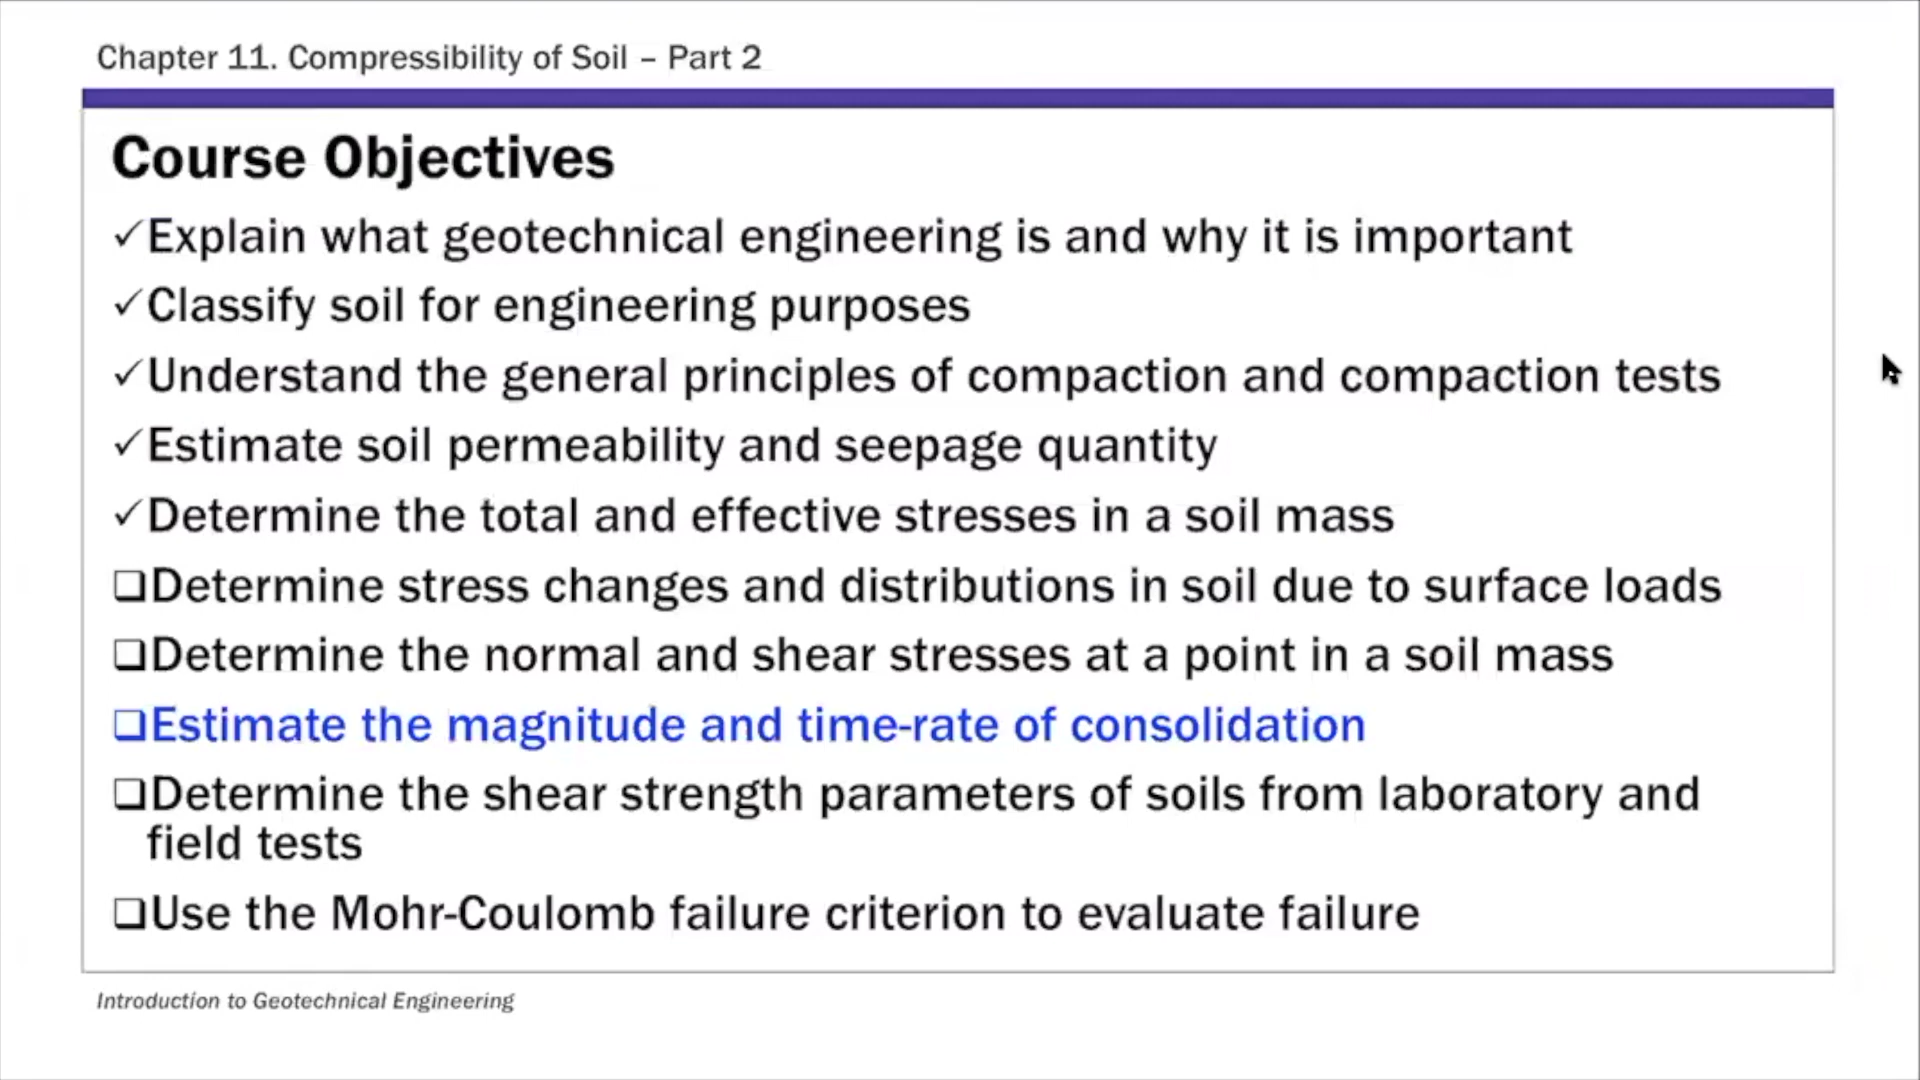 Chapter 11. Compressibility of Soil – Part 2
Course Objectives
✓Explain what geotechnical engineering is and why it is important
✓Classify soil for engineering purposes
✓Understand the general principles of compaction and compaction tests
✓Estimate soil permeability and seepage quantity
✓Determine the total and effective stresses in a soil mass
❑Determine stress changes and distributions in soil due to surface loads
❑Determine the normal and shear stresses at a point in a soil mass
❑Estimate the magnitude and time-rate of consolidation
❑Determine the shear strength parameters of soils from laboratory and
field tests
❑Use the Mohr-Coulomb failure criterion to evaluate failure
Introduction to Geotechnical Engineering